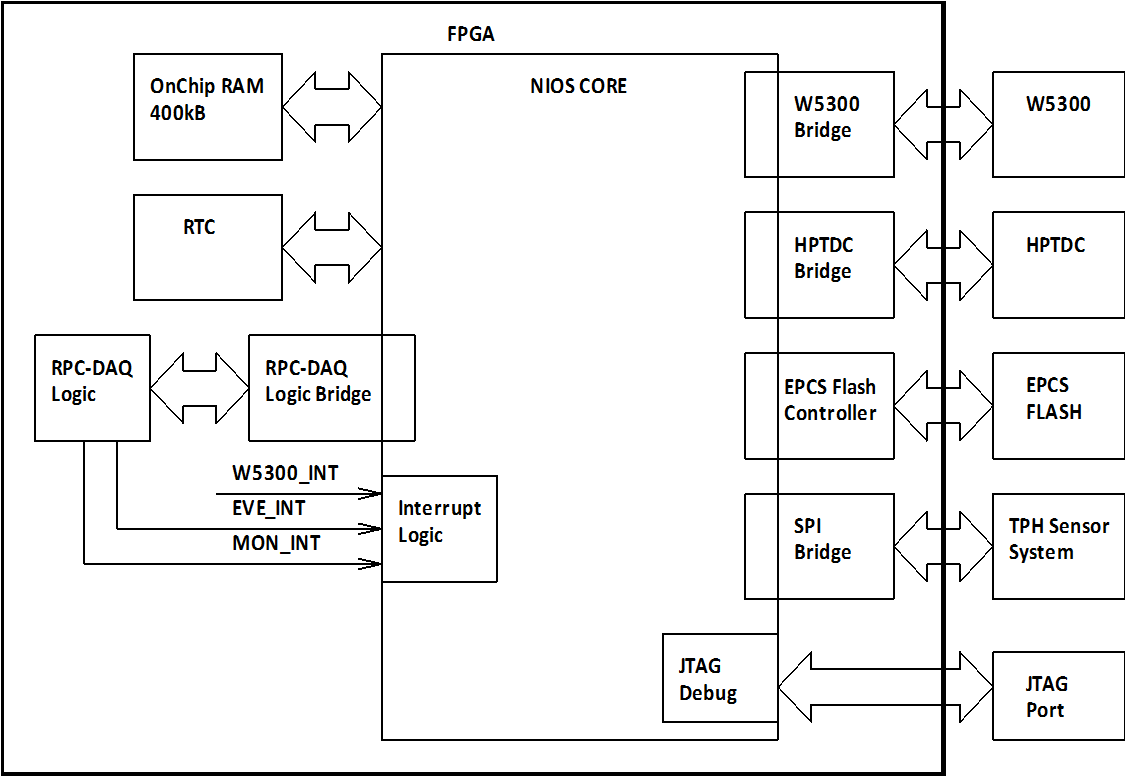 FPGA
NIOS CORE
OnChip RAM
400kB
RTC
RPC-DAQ
Logic
RPC-DAQ
Logic Bridge
W5300_INT
EVE_INT
MON_INT
Interrupt
Logic
W5300
Bridge
W5300
HPTDC
Bridge
HPTDC
EPCS Flash
Controller
EPCS
FLASH
SPI
Bridge
TPH Sensor
System
JTAG
Debug
JTAG
Port